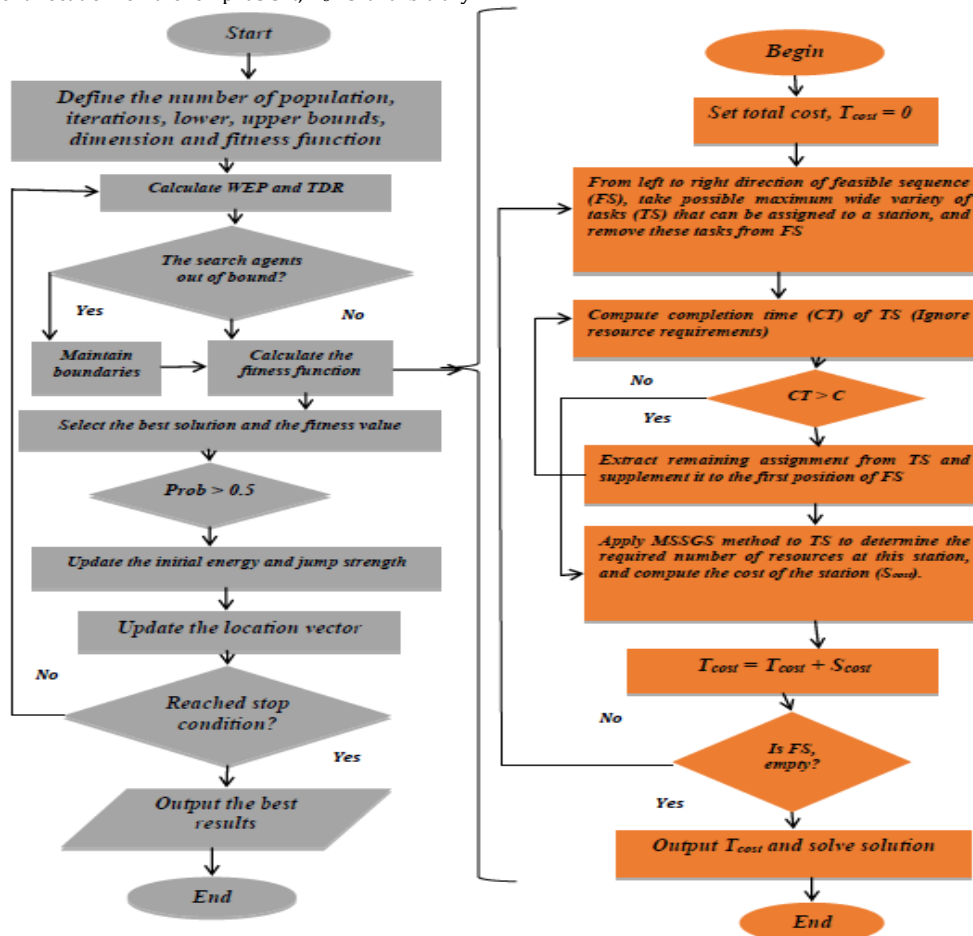 Start
Define the number of population,
iterations, lower, upper bounds,
dimension and fitness function
Calculate WEP and TDR
The search agents
out of bound?
Yes
No
Maintain
boundaries
Calculate the
fitness function
Select the best solution and the fitness value
Prob > 0.5
Update the initial energy and jump strength
Update the location vector
No
Reached stop
condition?
Yes
Output the best
results
End
Begin
Set total cost, Tcost = 0
From left to right direction of feasible sequence
(FS), take possible maximum wide variety of
tasks (TS) that can be assigned to a station, and
remove these tasks from FS
Compute completion time (CT) of TS (Ignore
resource requirements)
No
CT > C
Yes
Extract remaining assignment from TS and
supplement it to the first position of FS
Apply MSSGS method to TS to determine the
required number of resources at this station,
and compute the cost of the station (Scost).
Tcost = Tcost + Scost
No
Is FS,
empty?
Yes
Output Tcost and solve solution
End